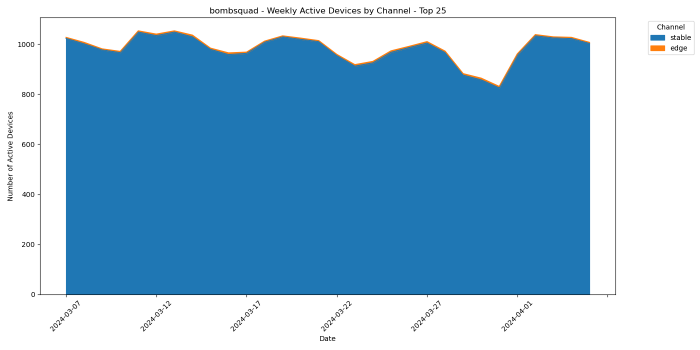 bombsquad - Weekly Active Devices by Channel - Top 25
Channel
stable
edge
Number of Active Devices
1000
800
600
400
200
0
2024-03-07
2024-03-12
2024-03-17
2024-03-22
2024-03-27
2024-04-01
Date